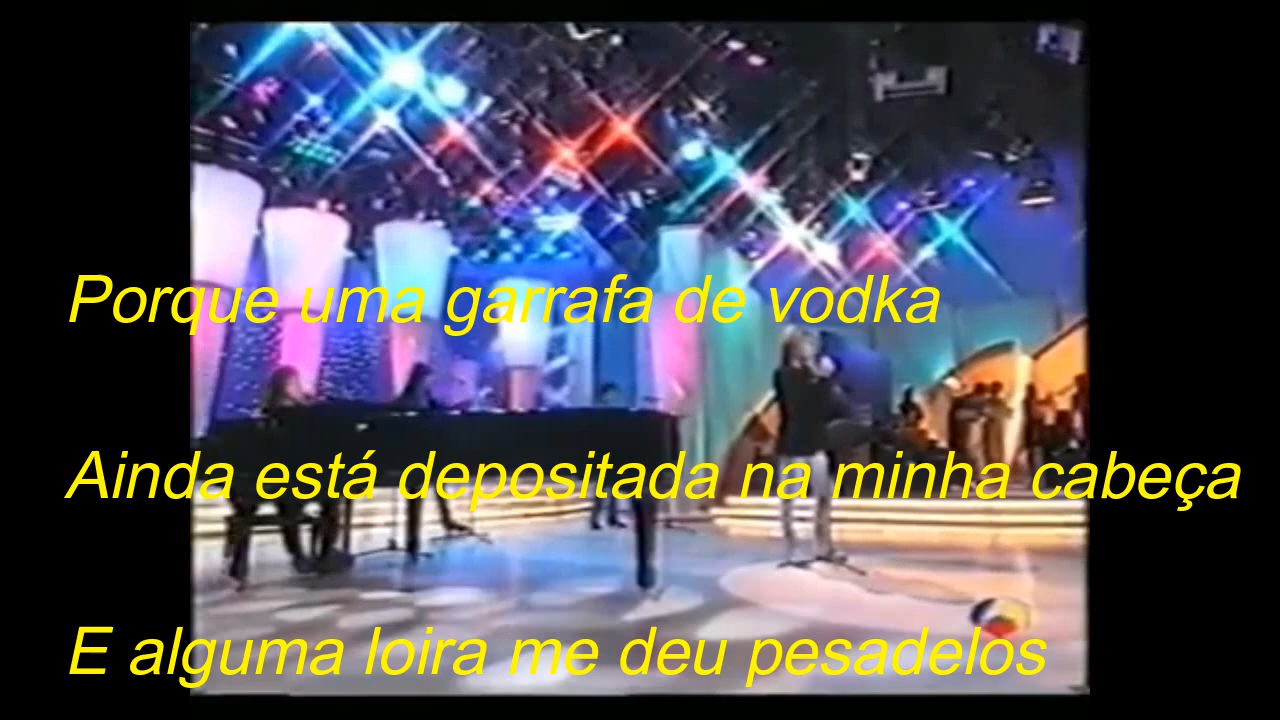 Porque uma garrafa de vodka
Ainda está depositada na minha cabeça
E alguma loira me deu pesadelos